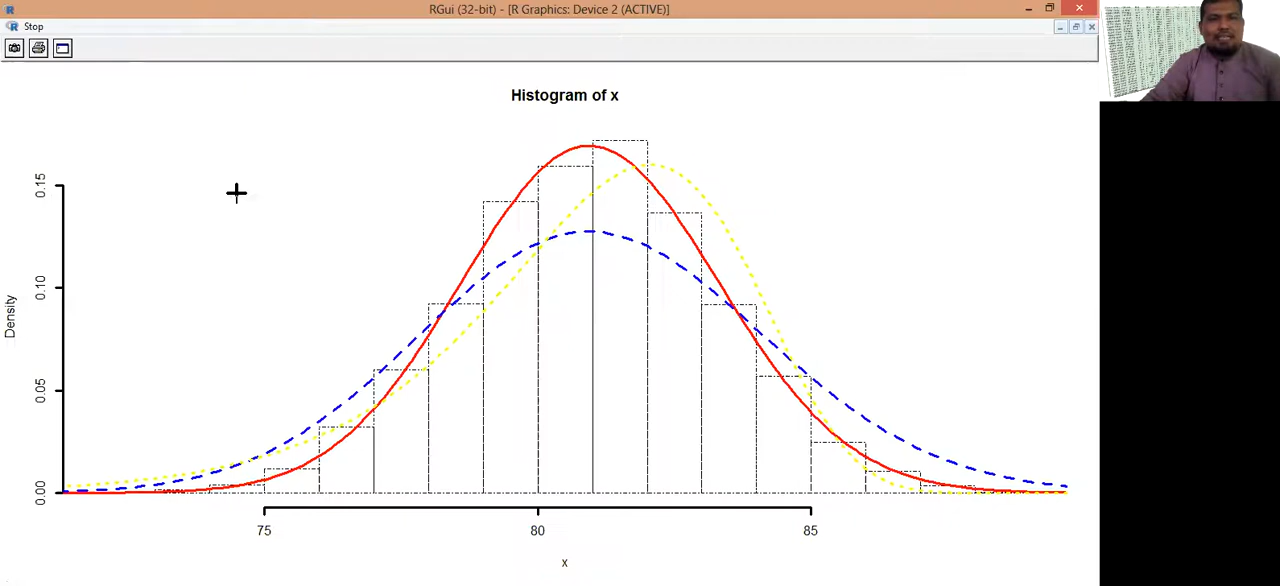 RGui (32-bit) - [R Graphics: Device 2 (ACTIVE)]
Stop
Histogram of x
Density
0.15
0.10
0.05
0.00
75
80
85
x